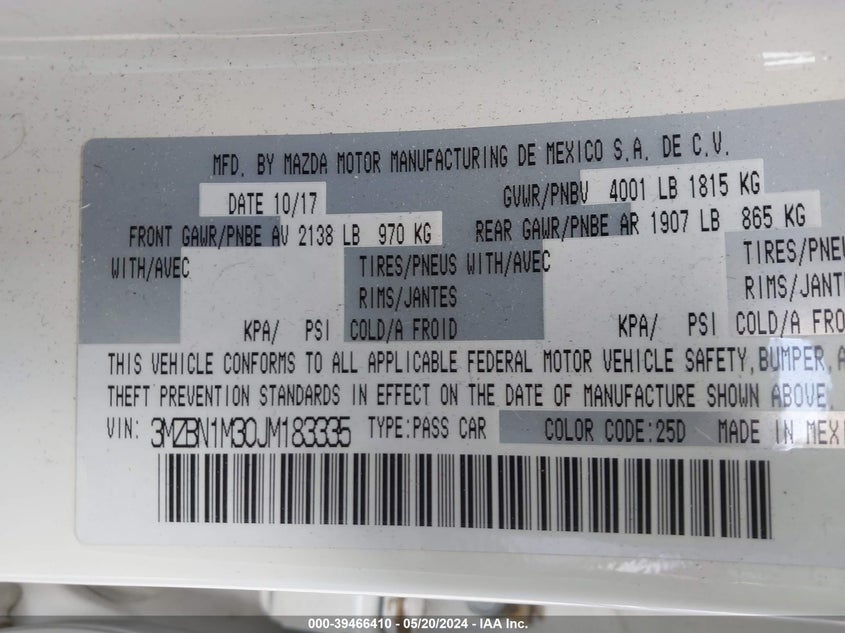 MFD. BY MAZDA MOTOR MANUFACTURING DE MEXICO S.A. DE C.V.
DATE 10/17 GVWR/PNBV 4001 LB 1815 KG
FRONT GAWR/PNBE AV 2138 LB 970 KG REAR GAWR/PNBE AR 1907 LB 865 KG
WITH/AVEC TIRES/PNEUS WITH/AVEC TIRES/PNEU
RIMS/JANTES RIMS/JANT
KPA/ PSI COLD/A FROID KPA/ PSI COLD/A FRO
THIS VEHICLE CONFORMS TO ALL APPLICABLE FEDERAL MOTOR VEHICLE SAFETY, BUMPER, A
THEFT PREVENTION STANDARDS IN EFFECT ON THE DATE OF MANUFACTURE SHOWN ABOVE
VIN: 3MZBN1M30JM183335 TYPE:PASS CAR COLOR CODE:25D MADE IN MEXI
000-39466410 / 05/20/2024 - IAA Inc.